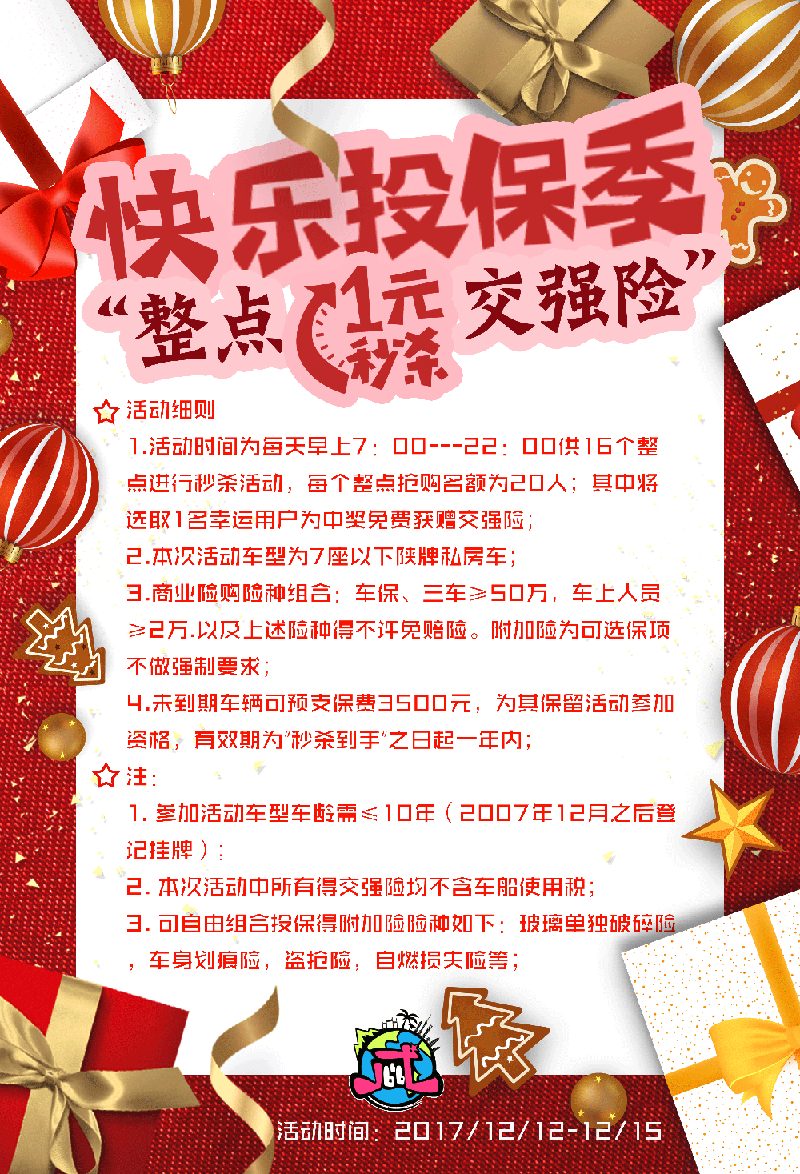 快乐投保季
“整点1元秒杀交强险”
活动细则
1.活动时间为每天早上7：00---22：00供16个整
点进行秒杀活动，每个整点抢购名额为20人；其中将
选取1名幸运用户为中奖免费获赠交强险；
2.本次活动车型为7座以下陕牌私房车；
3.商业险购险种组合：车保、三车≥50万，车上人员
≥2万.以及上述险种得不许免赔险。附加险为可选保项
不做强制要求；
4.未到期车辆可预支保费3500元，为其保留活动参加
资格，有效期为“秒杀到手”之日起一年内；
注：
1. 参加活动车型车龄需≤10年（2007年12月之后登
记挂牌）；
2. 本次活动中所有得交强险均不含车船使用税；
3. 可自由组合投保得附加险险种如下：玻璃单独破碎险
，车身划痕险，盗抢险，自燃损失险等；
活动时间：2017/12/12-12/15